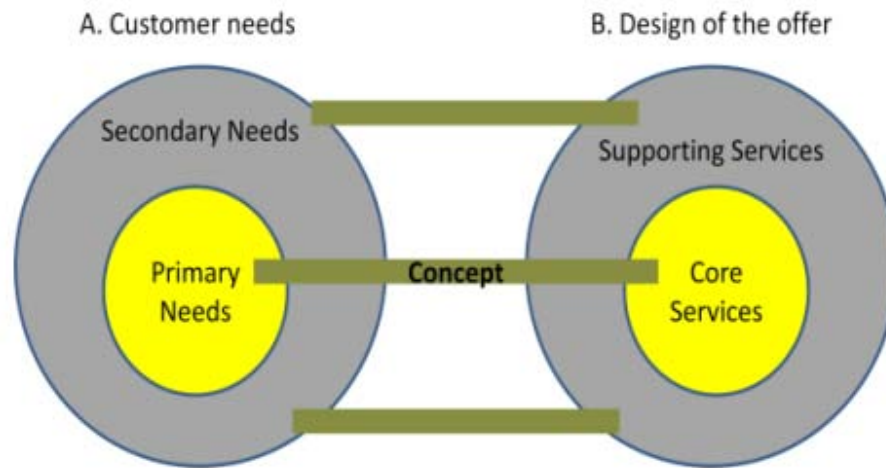 A. Customer needs
B. Design of the offer
Secondary Needs
Supporting Services
Primary
Needs
Concept
Core
Services